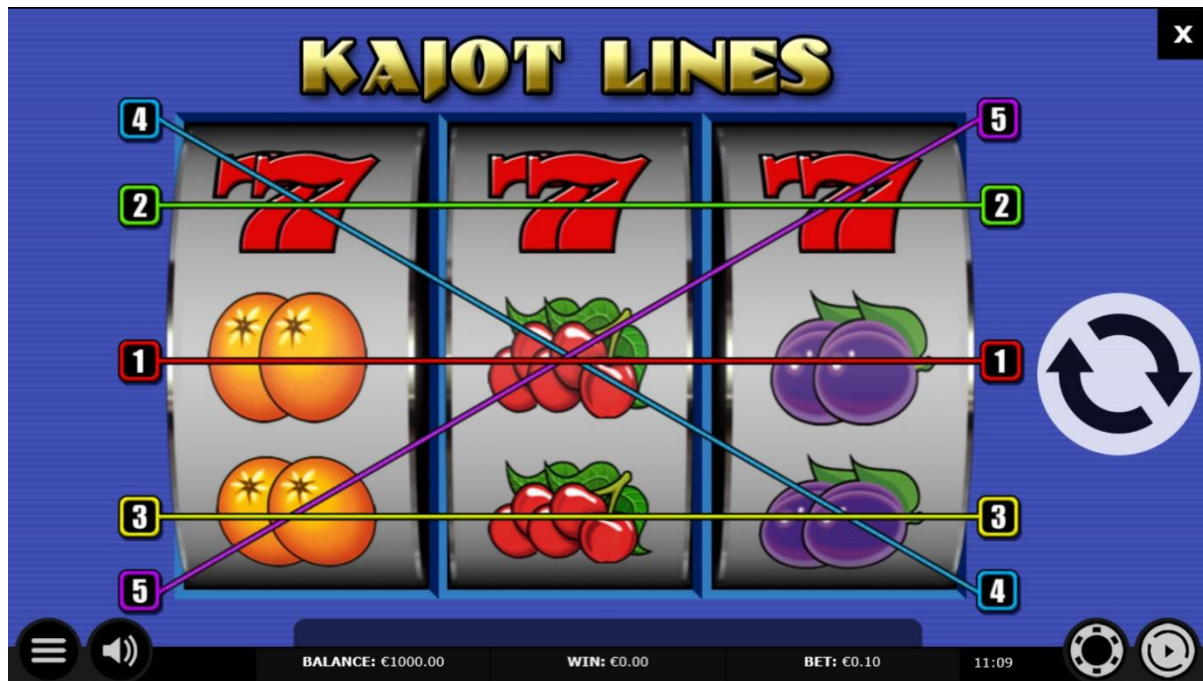 KAJOT LINES
X
4 5
2 2
1 1
3 3
5 4
BALANCE: €1000.00 WIN: €0.00 BET: €0.10 11:09